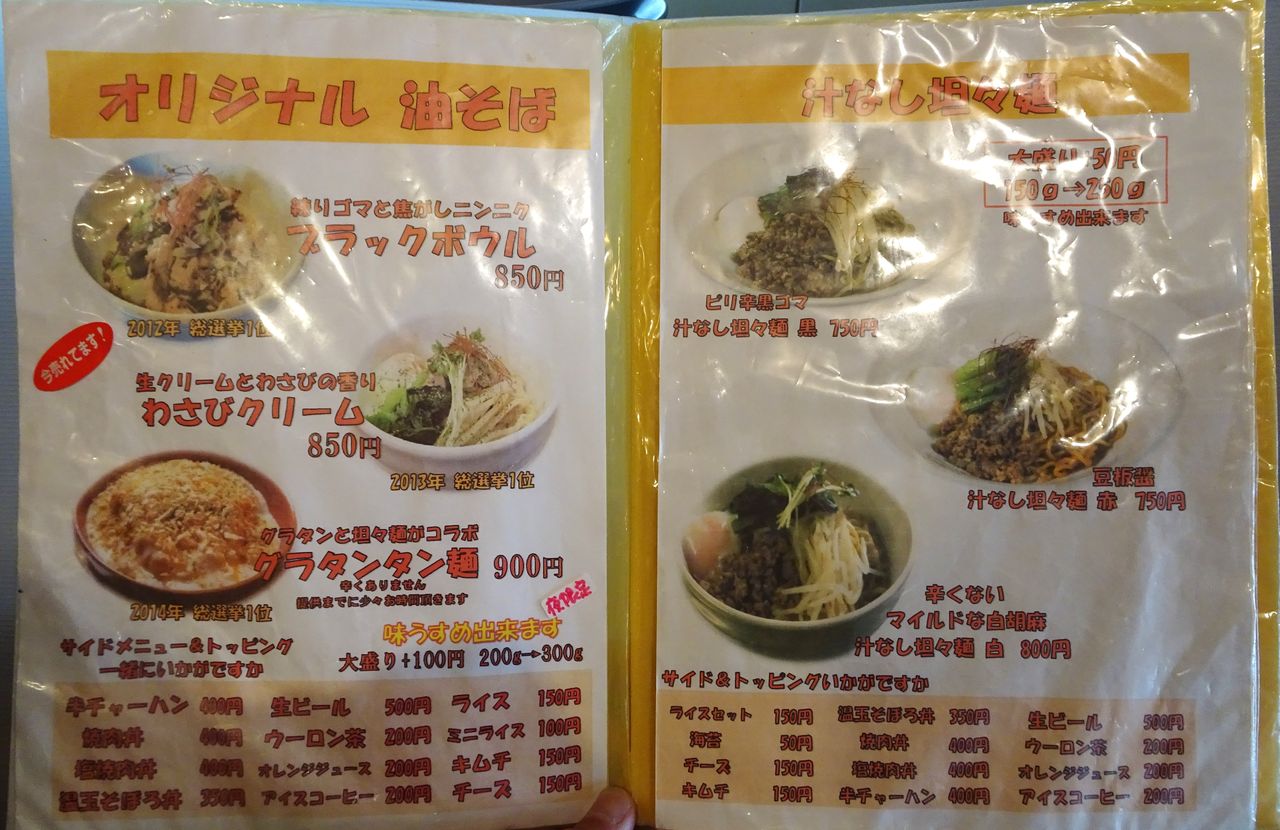 オリジナル 油そば
練りゴマと焦がしニンニク
ブラックボウル
850円
2012年 総選挙1位
今売れてます!
生クリームとわさびの香り
わさびクリーム
850円
2013年 総選挙1位
グラタンと坦々麺がコラボ
グラタンタン麺 900円
辛くありません
提供までに少々お時間頂きます
夜限定
2014年 総選挙1位
味うすめ出来ます
大盛り+100円 200g→300g
サイドメニュー&トッピング
一緒にいかがですか
半チャーハン 400円 生ビール 500円 ライス 150円
焼肉丼 400円 ウーロン茶 200円 ミニライス 100円
塩焼肉丼 400円 オレンジジュース 200円 キムチ 150円
温玉そぼろ丼 350円 アイスコーヒー 200円 チーズ 150円
汁なし坦々麺
大盛り+50円
150g→250g
味うすめ出来ます
ピリ辛黒ゴマ
汁なし坦々麺 黒 750円
豆板醤
汁なし坦々麺 赤 750円
辛くない
マイルドな白胡麻
汁なし坦々麺 白 800円
サイド&トッピングいかがですか
ライスセット 150円 温玉そぼろ丼 350円 生ビール 500円
海苔 50円 焼肉丼 400円 ウーロン茶 200円
チーズ 150円 塩焼肉丼 400円 オレンジジュース 200円
キムチ 150円 半チャーハン 400円 アイスコーヒー 200円